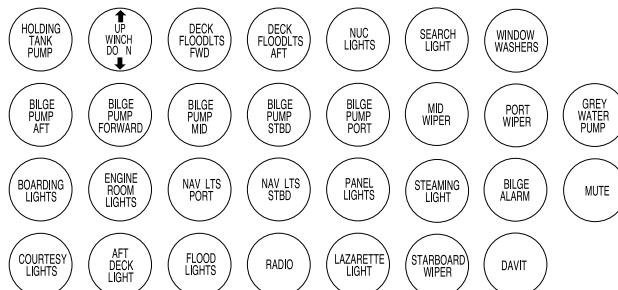 HOLDING
TANK
PUMP
UP
WINCH
DO N
DECK
FLOODLTS
FWD
DECK
FLOODLTS
AFT
NUC
LIGHTS
SEARCH
LIGHT
WINDOW
WASHERS
BILGE
PUMP
AFT
BILGE
PUMP
FORWARD
BILGE
PUMP
MID
BILGE
PUMP
STBD
BILGE
PUMP
PORT
MID
WIPER
PORT
WIPER
GREY
WATER
PUMP
BOARDING
LIGHTS
ENGINE
ROOM
LIGHTS
NAV LTS
PORT
NAV LTS
STBD
PANEL
LIGHTS
STEAMING
LIGHT
BILGE
ALARM
MUTE
COURTESY
LIGHTS
AFT
DECK
LIGHT
FLOOD
LIGHTS
RADIO
LAZARETTE
LIGHT
STARBOARD
WIPER
DAVIT